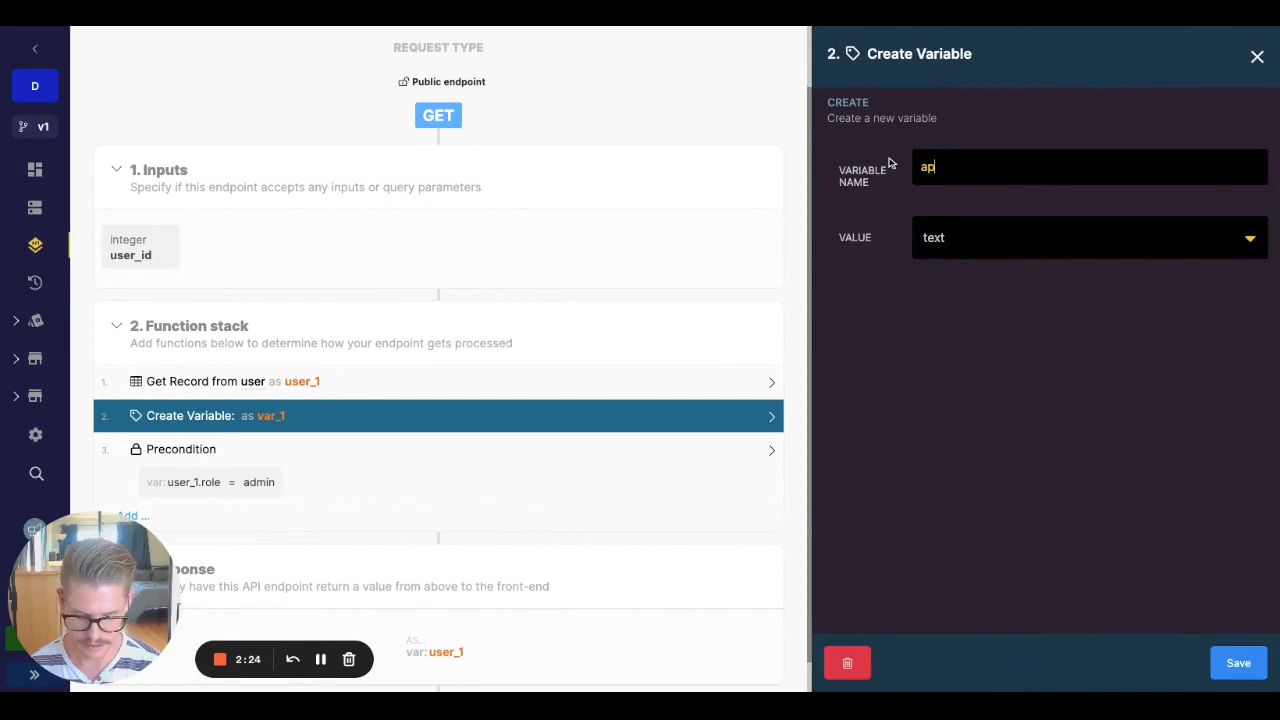 D
v1
REQUEST TYPE
Public endpoint
GET
1. Inputs
Specify if this endpoint accepts any inputs or query parameters
integer
user_id
2. Function stack
Add functions below to determine how your endpoint gets processed
1. Get Record from user as user_1
2. Create Variable: as var_1
3. Precondition
var:user_1.role = admin
Add ...
onse
y have this API endpoint return a value from above to the front-end
AS...
var:user_1
2:24
2. Create Variable
CREATE
Create a new variable
VARIABLE
NAME
ap
VALUE
text
Save